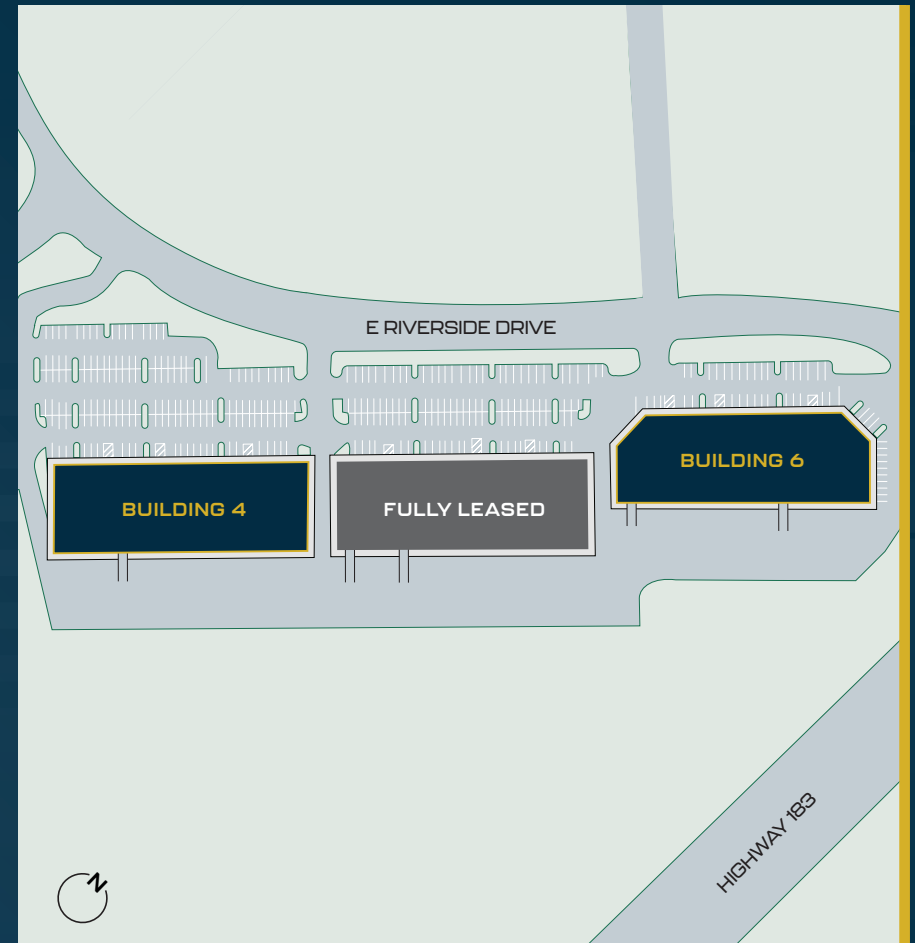 E RIVERSIDE DRIVE
BUILDING 6
BUILDING 4
FULLY LEASED
HIGHWAY 183
N